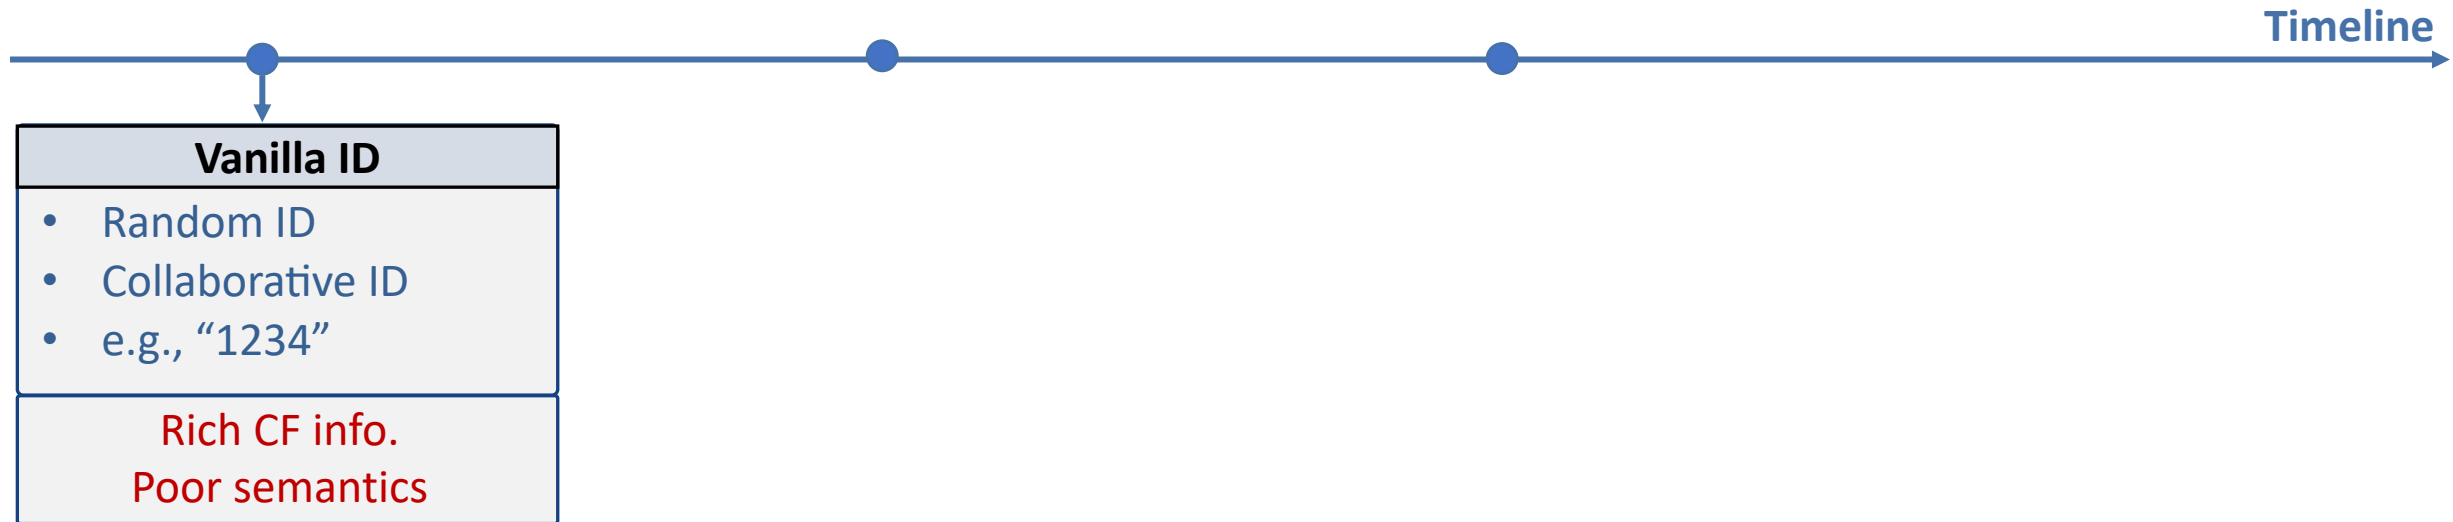 Timeline
Vanilla ID
• Random ID
• Collaborative ID
• e.g., “1234”
Rich CF info.
Poor semantics